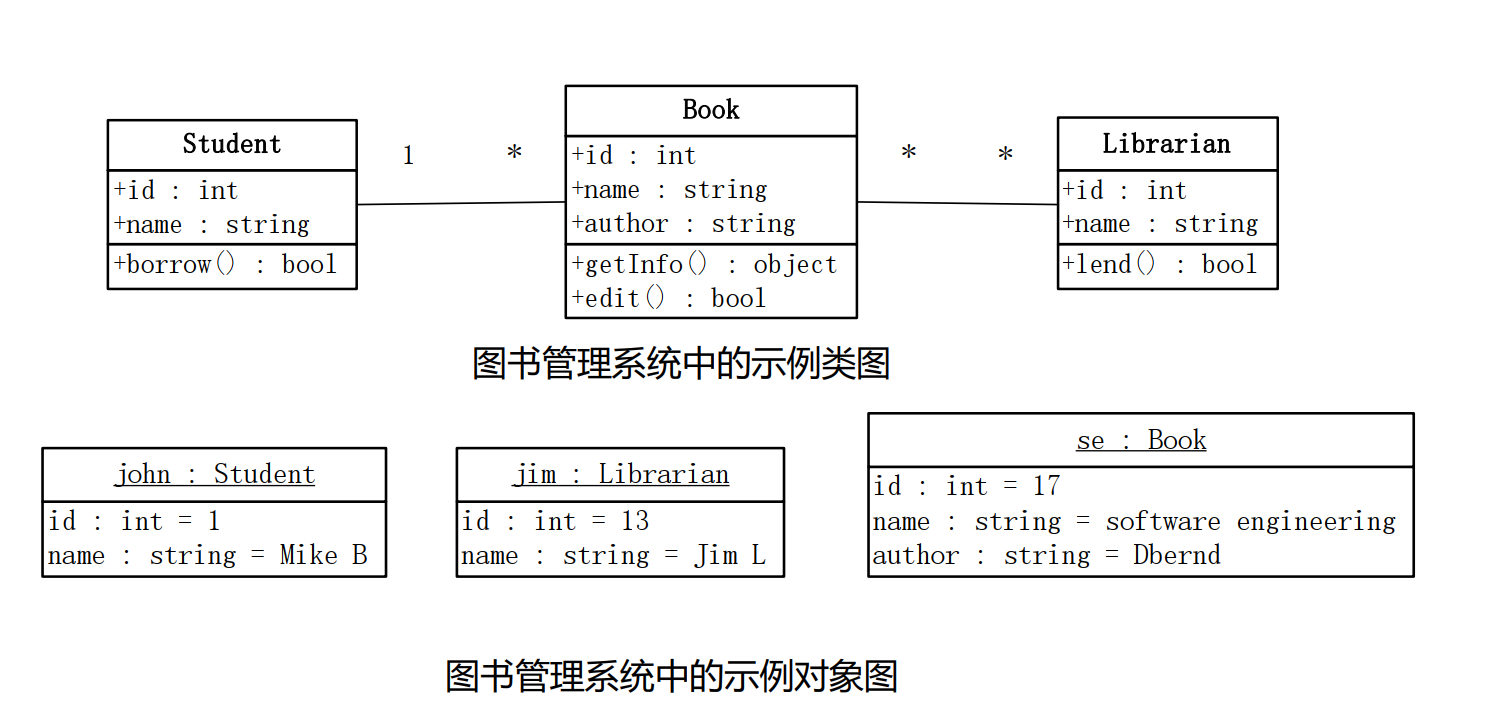 Student
+id : int
+name : string
+borrow() : bool
1
*
Book
+id : int
+name : string
+author : string
+getInfo() : object
+edit() : bool
*
*
Librarian
+id : int
+name : string
+lend() : bool
图书管理系统中的示例类图
john : Student
id : int = 1
name : string = Mike B
jim : Librarian
id : int = 13
name : string = Jim L
se : Book
id : int = 17
name : string = software engineering
author : string = Dbernd
图书管理系统中的示例对象图